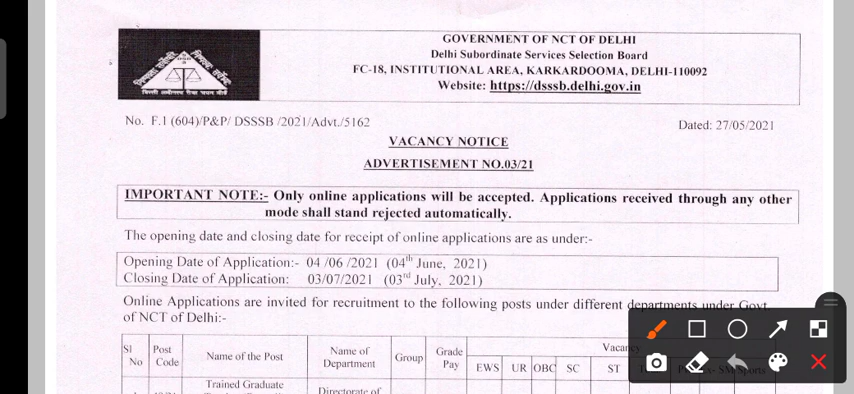 GOVERNMENT OF NCT OF DELHI
Delhi Subordinate Services Selection Board
FC-18, INSTITUTIONAL AREA, KARKARDOOMA, DELHI-110092
Website: https://dsssb.delhi.gov.in
No. F.1 (604)/P&P/ DSSSB /2021/Advt./5162 Dated: 27/05/2021
VACANCY NOTICE
ADVERTISEMENT NO.03/21
IMPORTANT NOTE:- Only online applications will be accepted. Applications received through any other
mode shall stand rejected automatically.
The opening date and closing date for receipt of online applications are as under:-
Opening Date of Application:- 04 /06 /2021 (04th June, 2021)
Closing Date of Application: 03/07/2021 (03rd July, 2021)
Online Applications are invited for recruitment to the following posts under different departments under Govt.
of NCT of Delhi:-
Sl No Post Code Name of the Post Name of Department Group Grade Pay
EWS UR OBC SC ST
Trained Graduate
Directorate of